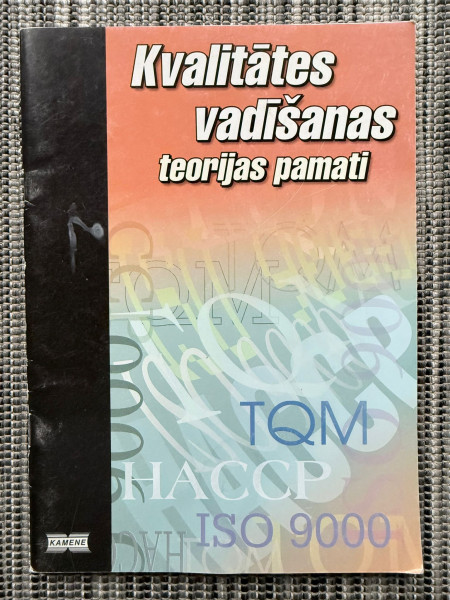 Kvalitātes
vadīšanas
teorijas pamati
TQM
HACCP
ISO 9000
KAMENE